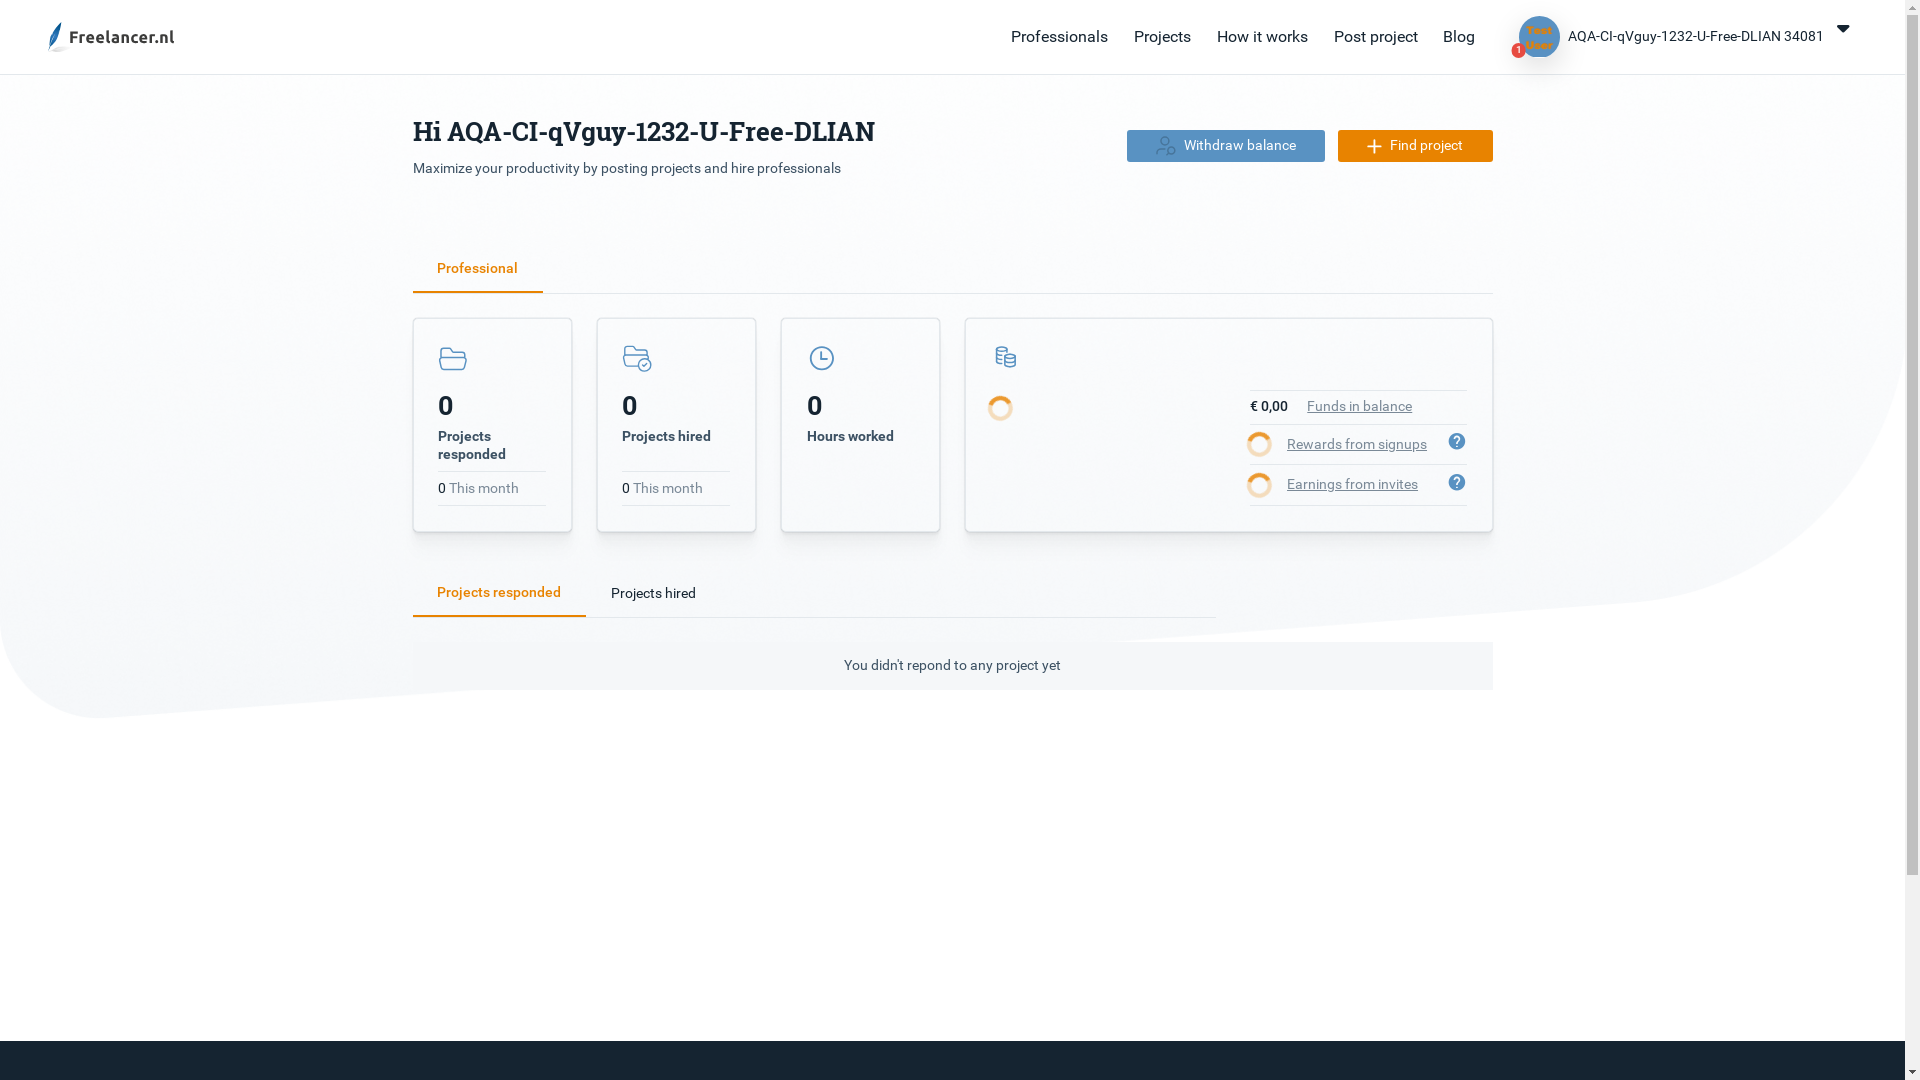 Freelancer.nl
Professionals
Projects
How it works
Post project
Blog
Test
User
1
AQA-CI-qVguy-1232-U-Free-DLIAN 34081
Hi AQA-CI-qVguy-1232-U-Free-DLIAN
Maximize your productivity by posting projects and hire professionals
Withdraw balance
Find project
Professional
0
Projects
responded
0 This month
0
Projects hired
0 This month
0
Hours worked
€ 0,00 Funds in balance
Rewards from signups
?
Earnings from invites
?
Projects responded
Projects hired
You didn't repond to any project yet